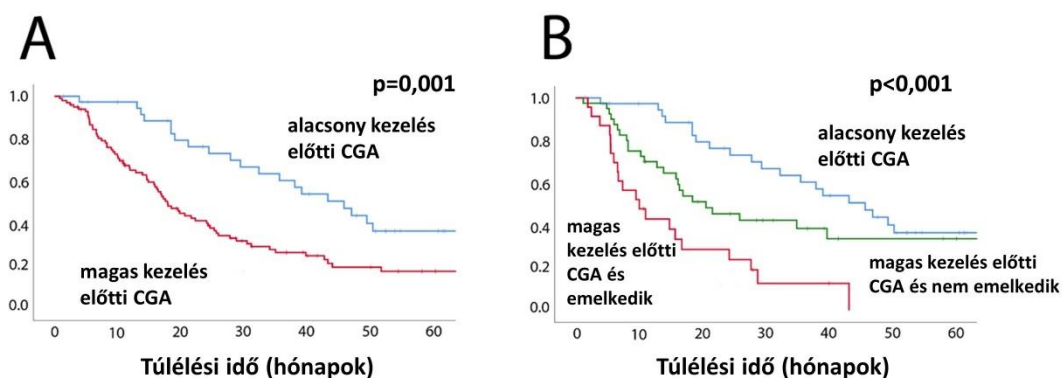 A
p=0,001
alacsony kezelés
előtti CGA
magas kezelés
előtti CGA
1.0
0.8
0.6
0.4
0.2
0.0
0 10 20 30 40 50 60
Túlélési idő (hónapok)
B
p<0,001
alacsony kezelés
előtti CGA
magas
kezelés előtti
CGA és
emelkedik
magas kezelés előtti
CGA és nem emelkedik
1.0
0.8
0.6
0.4
0.2
0.0
0 10 20 30 40 50 60
Túlélési idő (hónapok)